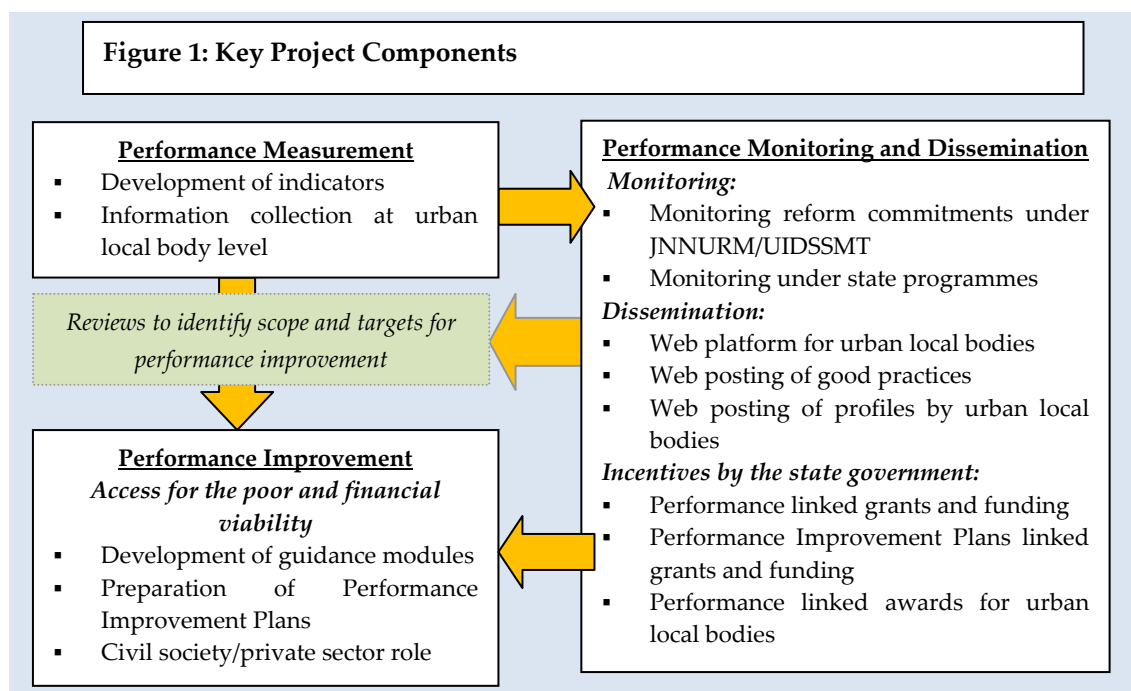 Figure 1: Key Project Components
Performance Measurement
▪ Development of indicators
▪ Information collection at urban
local body level
Reviews to identify scope and targets for
performance improvement
Performance Improvement
Access for the poor and financial
viability
▪ Development of guidance modules
▪ Preparation of Performance
Improvement Plans
▪ Civil society/private sector role
Performance Monitoring and Dissemination
Monitoring:
▪ Monitoring reform commitments under
JNNURM/UIDSSMT
▪ Monitoring under state programmes
Dissemination:
▪ Web platform for urban local bodies
▪ Web posting of good practices
▪ Web posting of profiles by urban local
bodies
Incentives by the state government:
▪ Performance linked grants and funding
▪ Performance Improvement Plans linked
grants and funding
▪ Performance linked awards for urban
local bodies